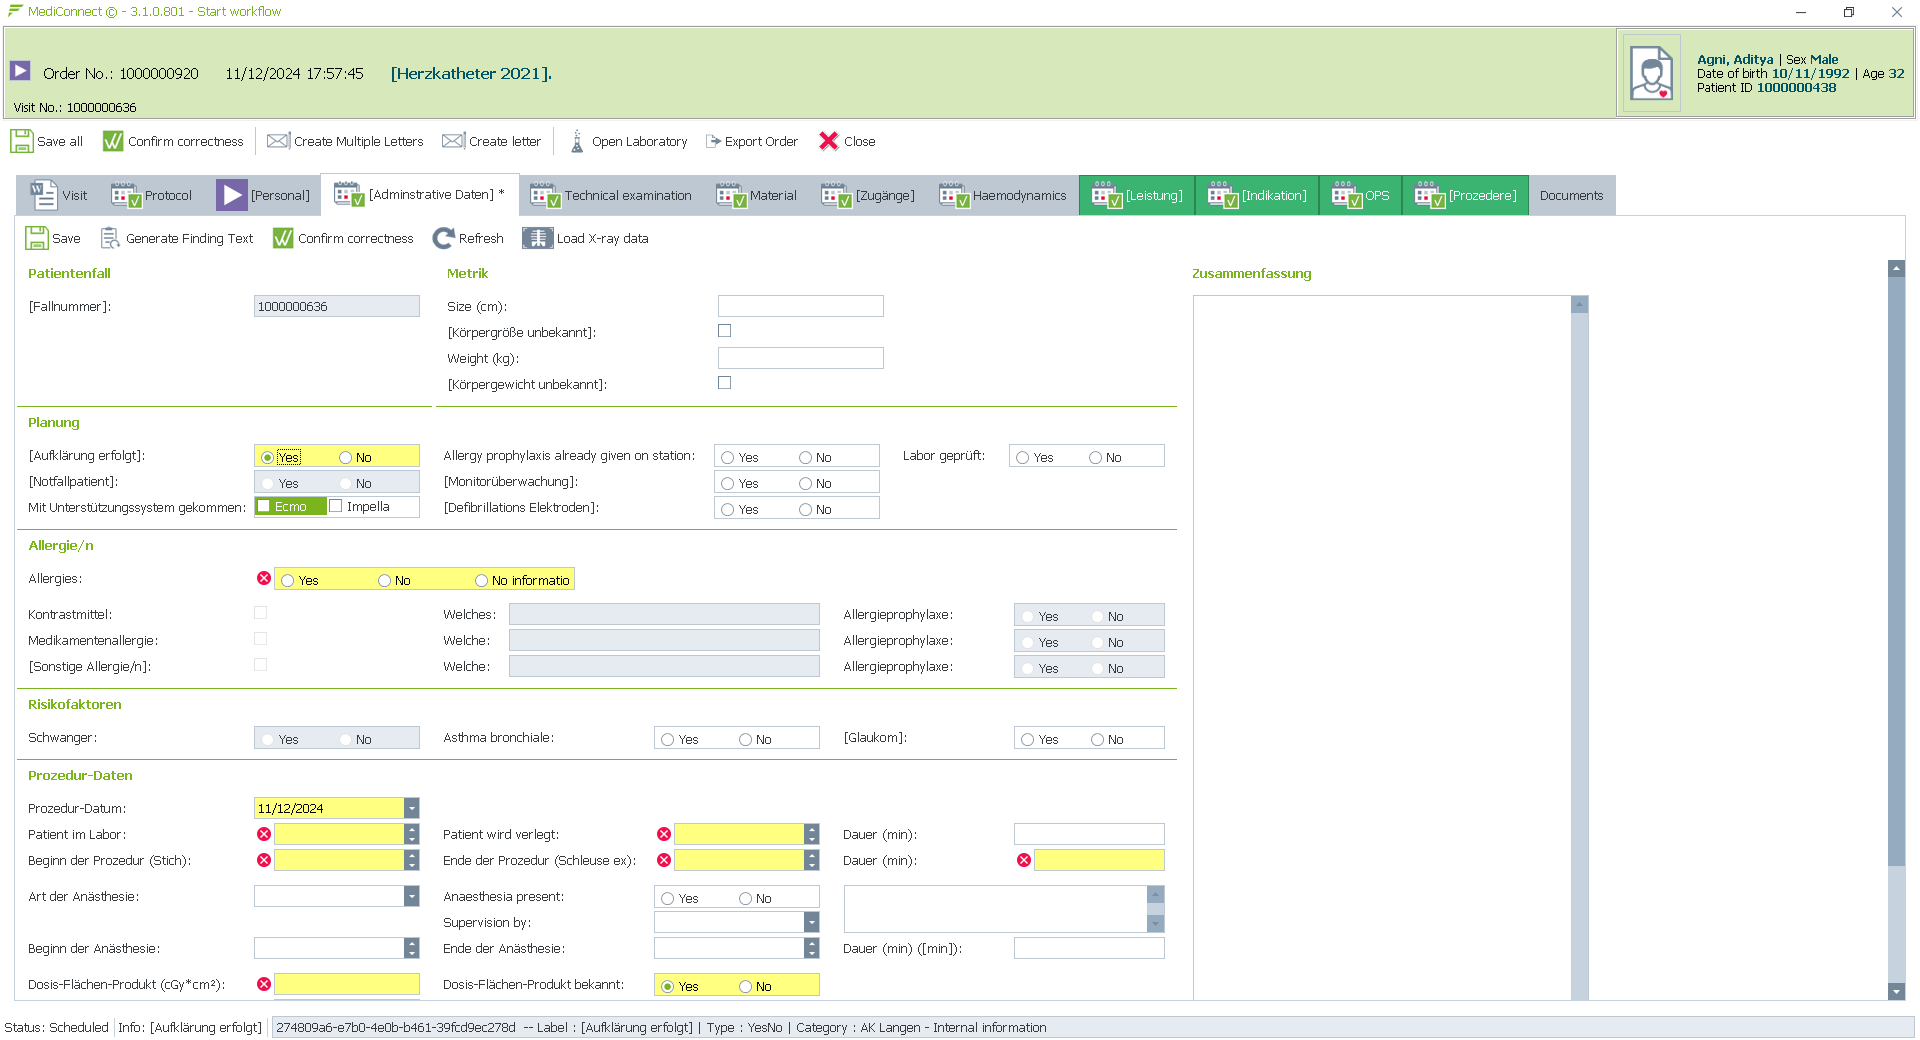 MediConnect © - 3.1.0.801 - Start workflow
Order No.: 1000000920 11/12/2024 17:57:45 [Herzkatheter 2021].
Visit No.: 1000000636
Agni, Aditya | Sex Male
Date of birth 10/11/1992 | Age 32
Patient ID 1000000438
Save all Confirm correctness Create Multiple Letters Create letter Open Laboratory Export Order Close
Visit Protocol [Personal] [Adminstrative Daten] * Technical examination Material [Zugänge] Haemodynamics [Leistung] [Indikation] OPS [Prozedere] Documents
Save Generate Finding Text Confirm correctness Refresh Load X-ray data
Patientenfall Metrik Zusammenfassung
[Fallnummer]: 1000000636 Size (cm):
[Körpergröße unbekannt]:
Weight (kg):
[Körpergewicht unbekannt]:
Planung
[Aufklärung erfolgt]: Yes No Allergy prophylaxis already given on station: Yes No Labor geprüft: Yes No
[Notfallpatient]: Yes No [Monitorüberwachung]: Yes No
Mit Unterstützungssystem gekommen: Ecmo Impella [Defibrillations Elektroden]: Yes No
Allergie/n
Allergies: Yes No No informatio
Kontrastmittel: Welches: Allergieprophylaxe: Yes No
Medikamentenallergie: Welche: Allergieprophylaxe: Yes No
[Sonstige Allergie/n]: Welche: Allergieprophylaxe: Yes No
Risikofaktoren
Schwanger: Yes No Asthma bronchiale: Yes No [Glaukom]: Yes No
Prozedur-Daten
Prozedur-Datum: 11/12/2024
Patient im Labor: Patient wird verlegt: Dauer (min):
Beginn der Prozedur (Stich): Ende der Prozedur (Schleuse ex): Dauer (min):
Art der Anästhesie: Anaesthesia present: Yes No
Supervision by:
Beginn der Anästhesie: Ende der Anästhesie: Dauer (min) ([min]):
Dosis-Flächen-Produkt (cGy*cm²): Dosis-Flächen-Produkt bekannt: Yes No
Status: Scheduled Info: [Aufklärung erfolgt] 274809a6-e7b0-4e0b-b461-39fcd9ec278d -- Label : [Aufklärung erfolgt] | Type : YesNo | Category : AK Langen - Internal information